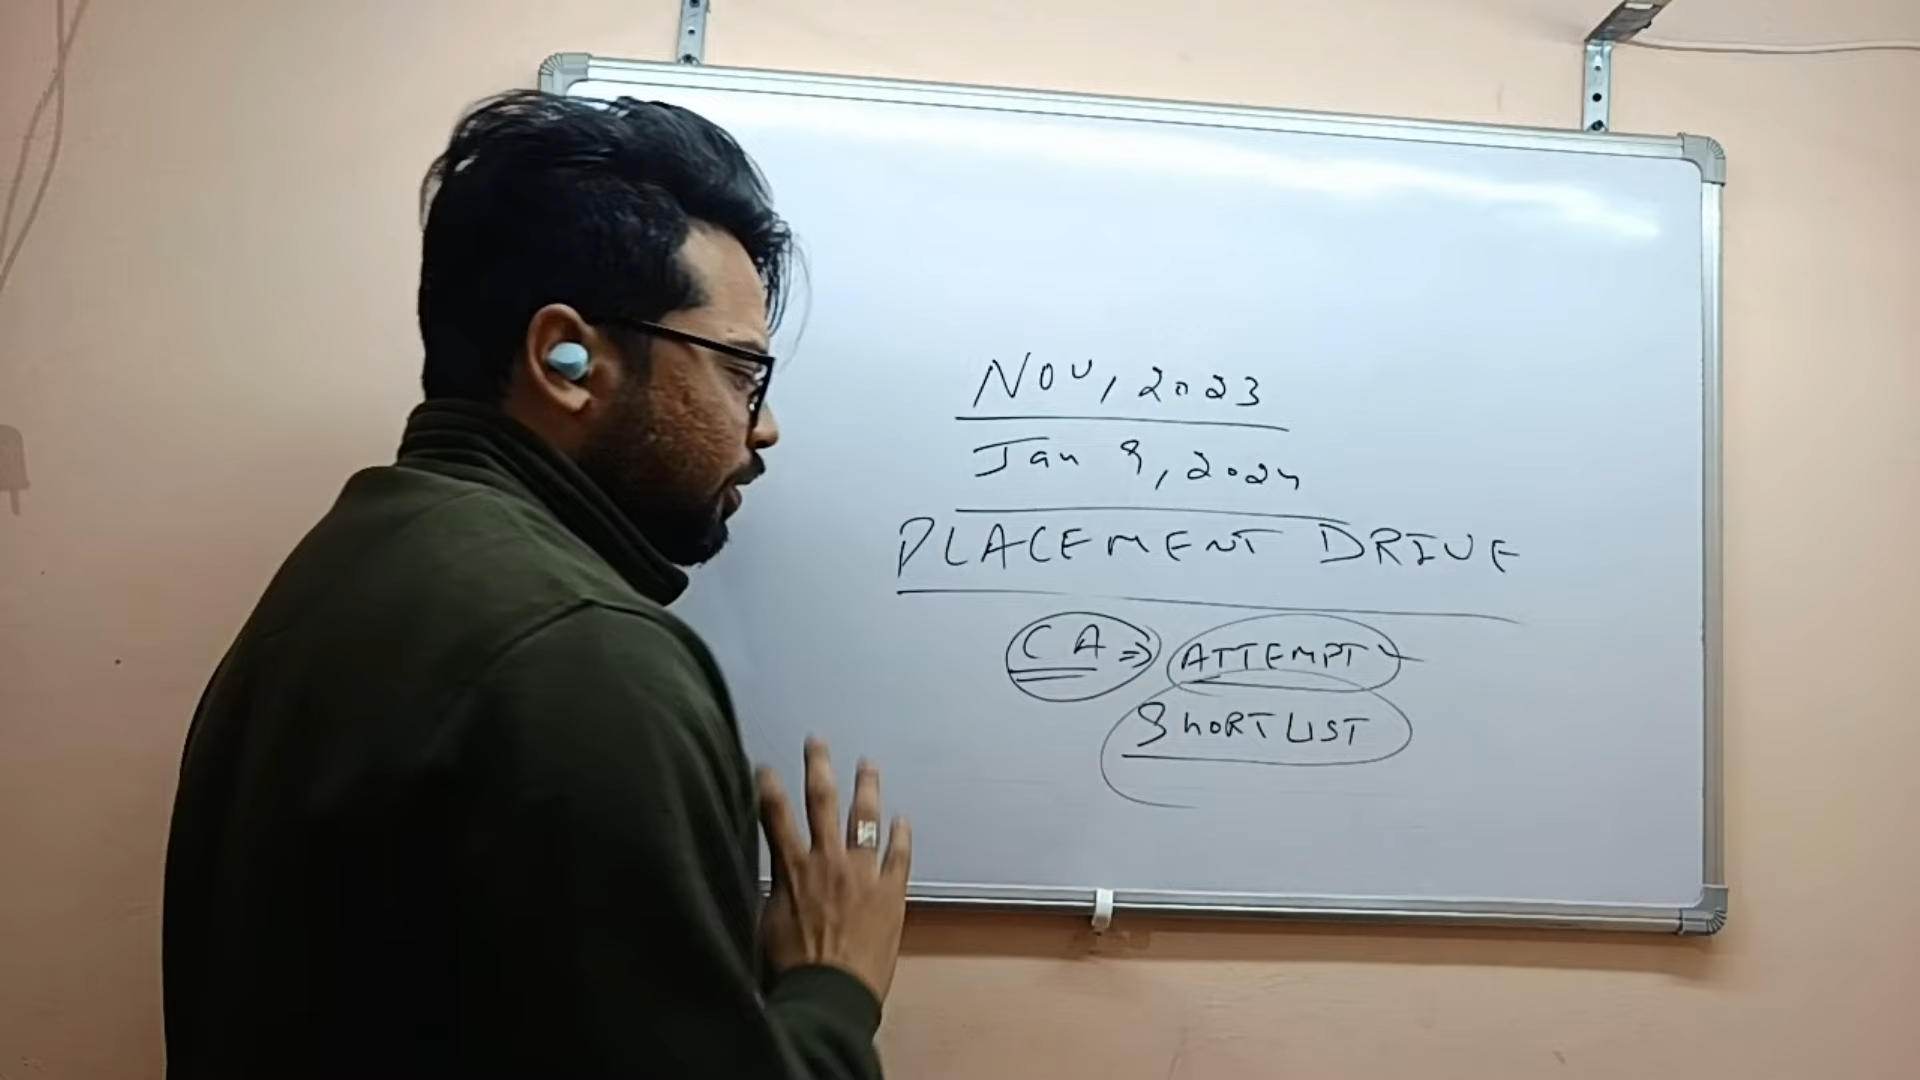 Nov, 2023
Jan 9, 2024
PLACEMENT DRIVE
CA ⇒ ATTEMPT
SHORTLIST